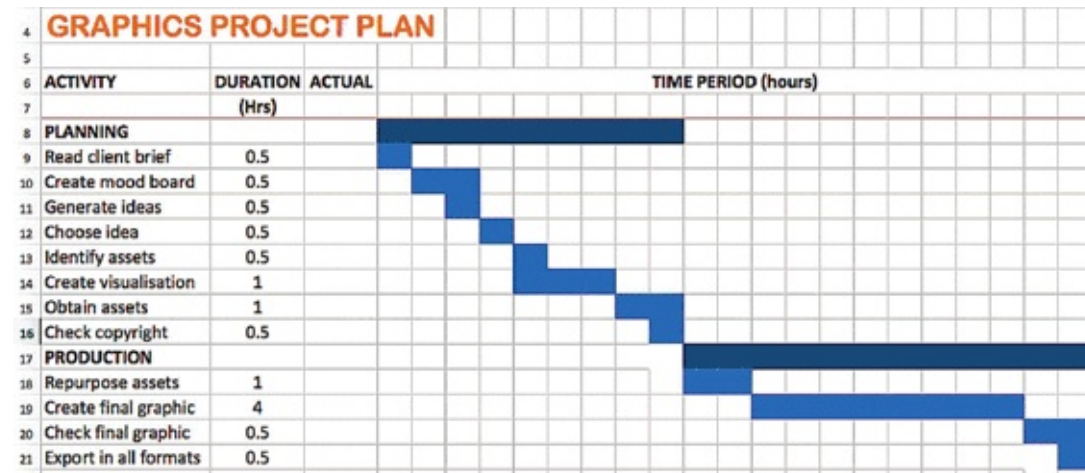 4 GRAPHICS PROJECT PLAN
5
6 ACTIVITY DURATION ACTUAL TIME PERIOD (hours)
7 (Hrs)
8 PLANNING
9 Read client brief 0.5
10 Create mood board 0.5
11 Generate ideas 0.5
12 Choose idea 0.5
13 Identify assets 0.5
14 Create visualisation 1
15 Obtain assets 1
16 Check copyright 0.5
17 PRODUCTION
18 Repurpose assets 1
19 Create final graphic 4
20 Check final graphic 0.5
21 Export in all formats 0.5